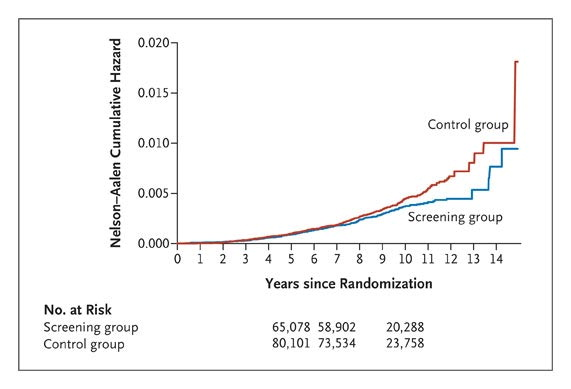 Nelson–Aalen Cumulative Hazard
0.020
0.015
0.010
0.005
0.000
Control group
Screening group
0 1 2 3 4 5 6 7 8 9 10 11 12 13 14
Years since Randomization
No. at Risk
Screening group 65,078 58,902 20,288
Control group 80,101 73,534 23,758